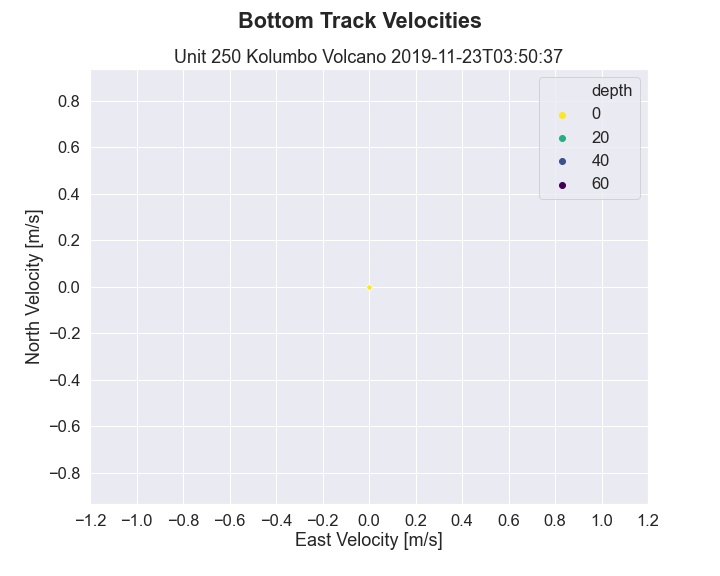 Bottom Track Velocities
Unit 250 Kolumbo Volcano 2019-11-23T03:50:37
depth
0
20
40
60
North Velocity [m/s]
0.8
0.6
0.4
0.2
0.0
−0.2
−0.4
−0.6
−0.8
−1.2 −1.0 −0.8 −0.6 −0.4 −0.2 0.0 0.2 0.4 0.6 0.8 1.0 1.2
East Velocity [m/s]